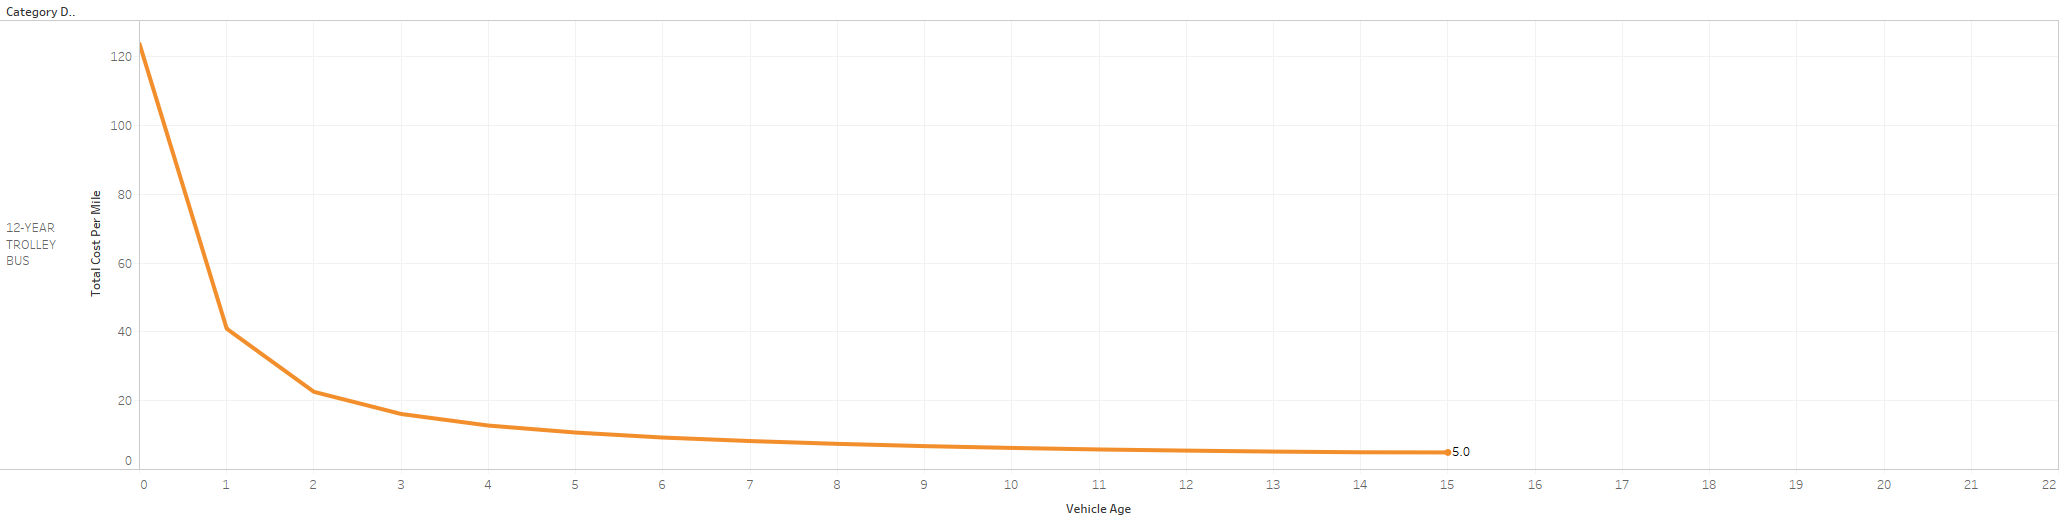 Category D..
120
100
80
60
40
20
0
Total Cost Per Mile
12-YEAR
TROLLEY
BUS
5.0
0 1 2 3 4 5 6 7 8 9 10 11 12 13 14 15 16 17 18 19 20 21 22
Vehicle Age